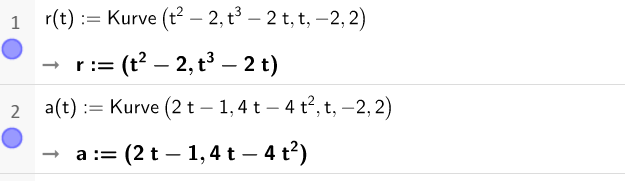 1 r(t) := Kurve (t² − 2, t³ − 2 t, t, −2, 2)
→ r := (t² − 2, t³ − 2 t)
2 a(t) := Kurve (2 t − 1, 4 t − 4 t², t, −2, 2)
→ a := (2 t − 1, 4 t − 4 t²)